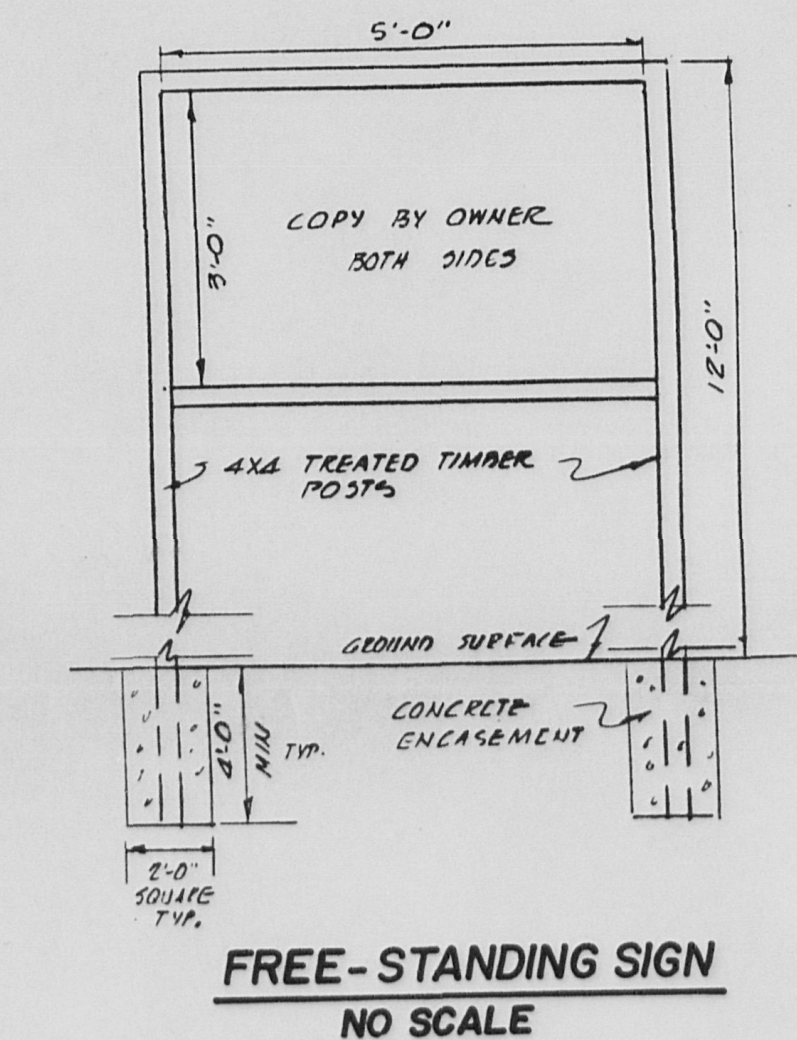 5'-0"
COPY BY OWNER
BOTH SIDES
3'-0"
12'-0"
4X4 TREATED TIMBER
POSTS
GROUND SURFACE
CONCRETE
ENCASEMENT
4'-0"
MIN
TYP.
2'-0"
SQUARE
TYP.
FREE-STANDING SIGN
NO SCALE